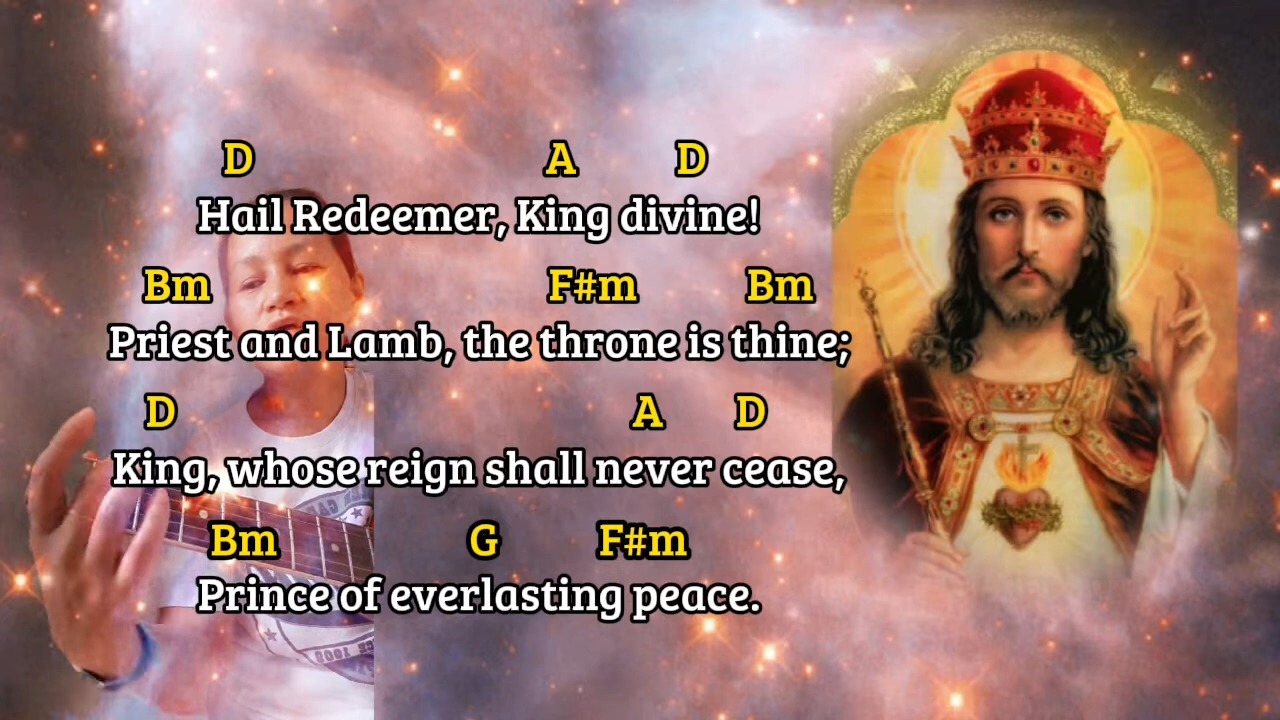 D A D
Hail Redeemer, King divine!
Bm F#m Bm
Priest and Lamb, the throne is thine;
D A D
King, whose reign shall never cease,
Bm G F#m
Prince of everlasting peace.